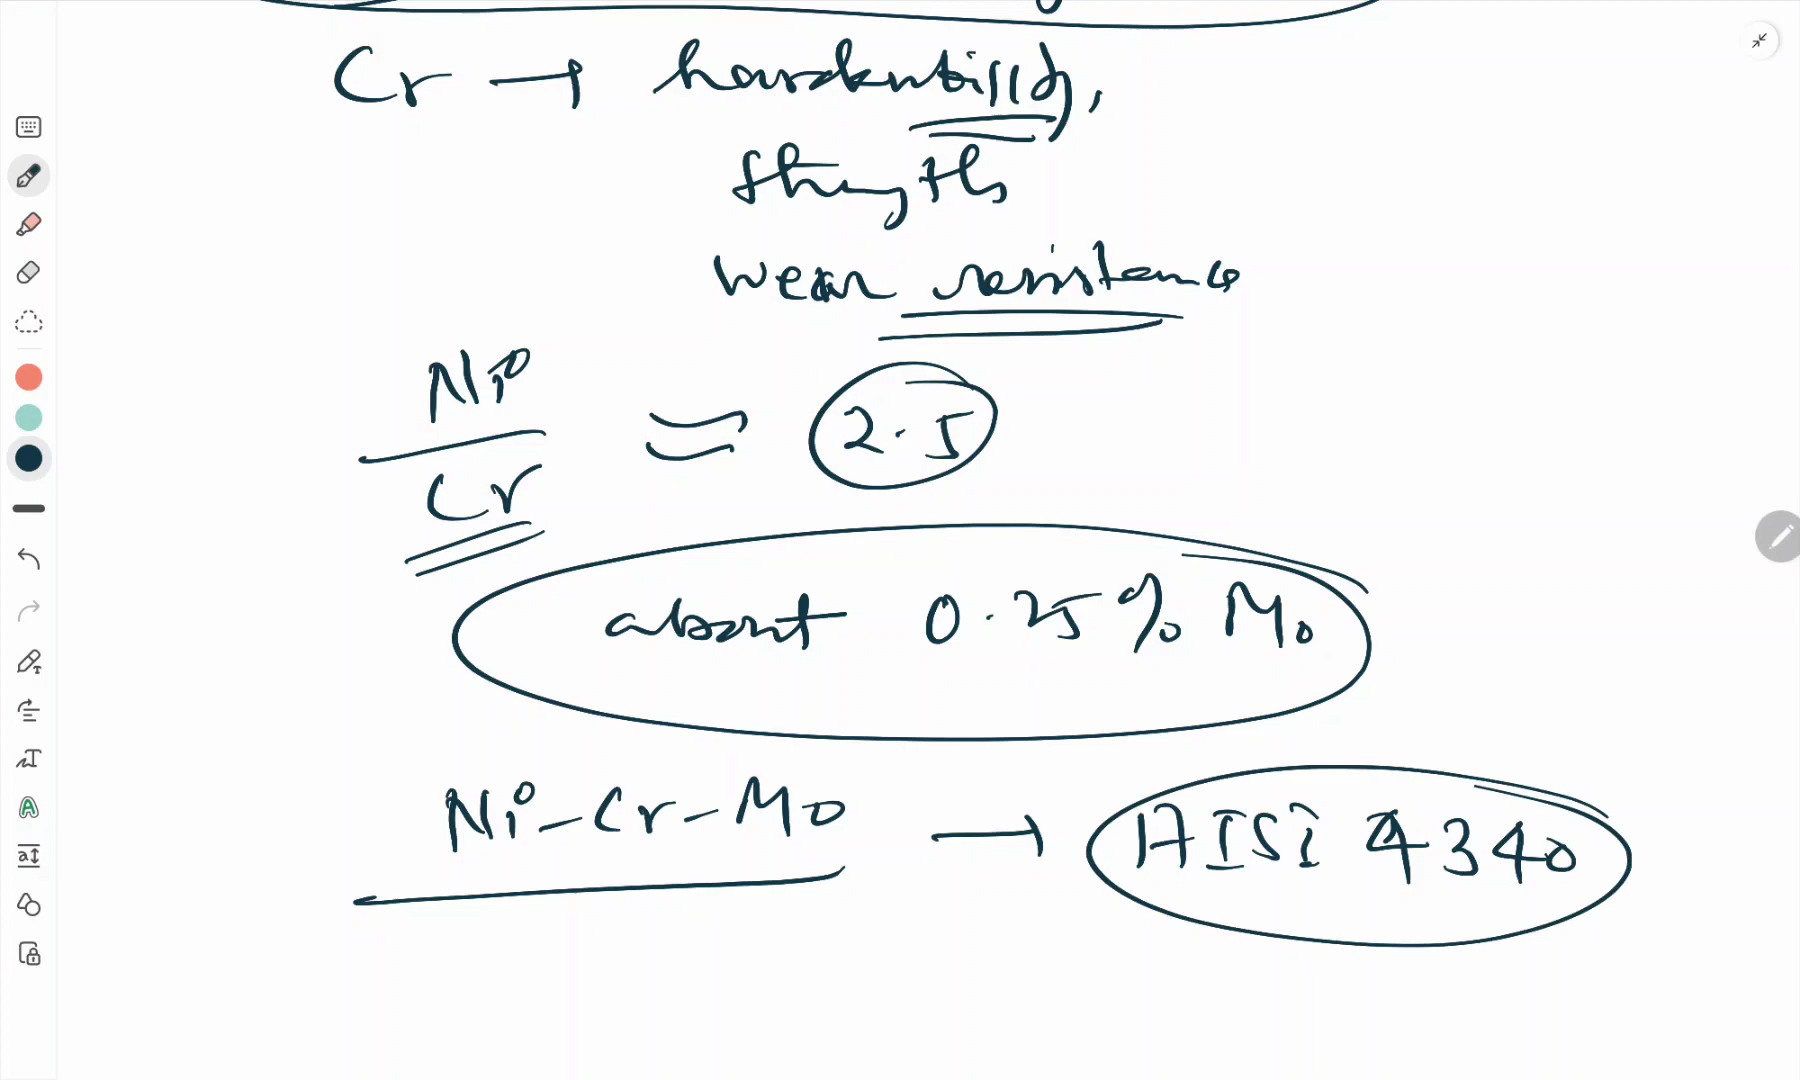 Cr → hardenability,
strength
wear resistance
Ni
Cr
= 2.5
about 0.25% Mo
Ni-Cr-Mo → AISI 4340